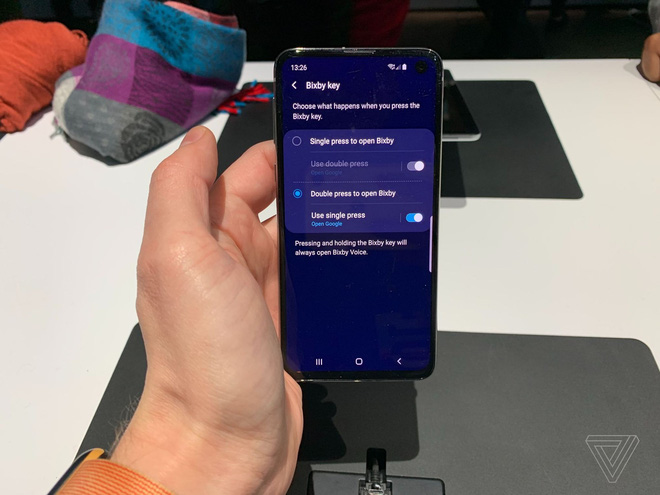 13:26
Bixby key
Choose what happens when you press the
Bixby key.
Single press to open Bixby
Use double press
Open Google
Double press to open Bixby
Use single press
Open Google
Pressing and holding the Bixby key will
always open Bixby Voice.